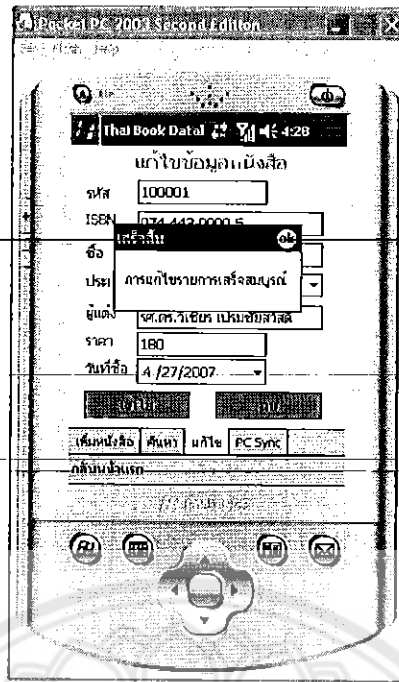 Pocket PC 2003 Second Edition
File Flash Help
Thai Book Data 4:28
แก้ไขข้อมูลหนังสือ
รหัส 100001
ISBN 974-443-0000-5
เสร็จสิ้น ok
ชื่อ
การแก้ไขรายการเสร็จสมบูรณ์
ผู้แต่ง รศ.ดร.วิเชียร เปรมชัยสวัสดิ์
ราคา 180
วันที่ซื้อ 4 /27/2007
เพิ่มหนังสือ ค้นหา แก้ไข PC Sync
กลับหน้าแรก